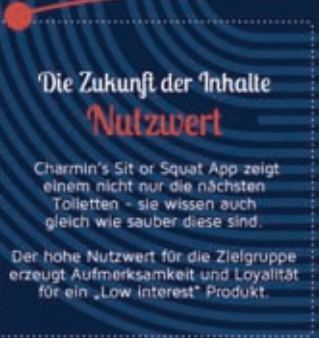 Die Zukunft der Inhalte
Nutzwert
Charmin's Sit or Squat App zeigt
einem nicht nur die nächsten
Toiletten - sie wissen auch
gleich wie sauber diese sind.
Der hohe Nutzwert für die Zielgruppe
erzeugt Aufmerksamkeit und Loyalität
für ein „Low interest" Produkt.